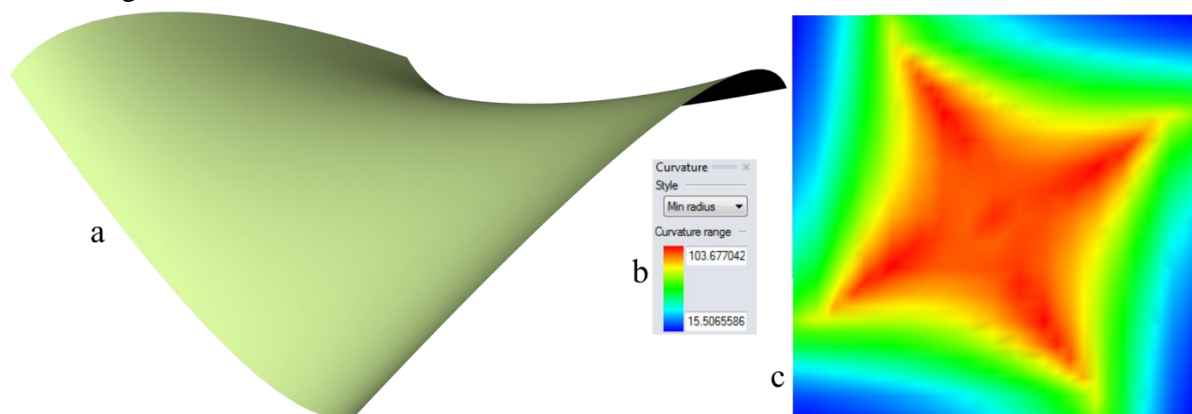 a
b
Curvature
Style
Min radius
Curvature range
103.677042
15.5065586
c